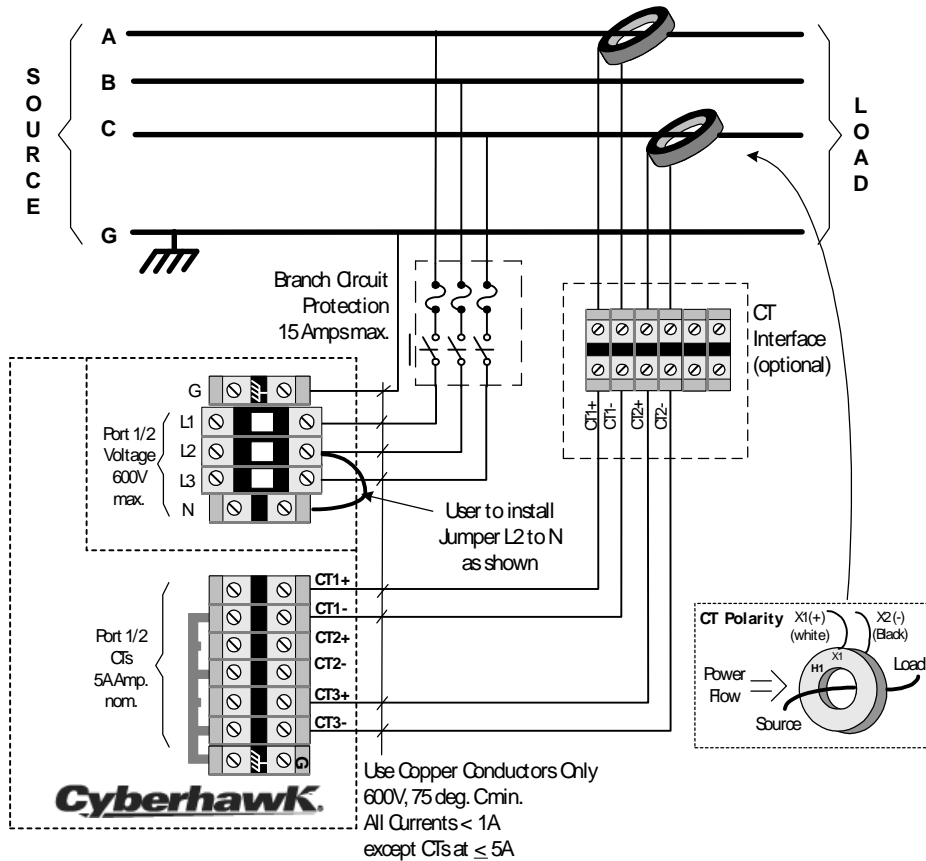 SOURCE
A
B
C
G
LOAD
Branch Circuit
Protection
15 Amps max.
CT
Interface
(optional)
CT1+
CT1-
CT2+
CT2-
G
L1
L2
L3
N
Port 1/2
Voltage
600V
max.
User to install
Jumper L2 to N
as shown
CT1+
CT1-
CT2+
CT2-
CT3+
CT3-
G
Port 1/2
CTs
5A Amp.
nom.
CT Polarity
X1(+)
(white)
X2(-)
(Black)
X1
H1
Power
Flow
Load
Source
Cyberhawk.
Use Copper Conductors Only
600V, 75 deg. C min.
All Currents < 1A
except CTs at ≤ 5A